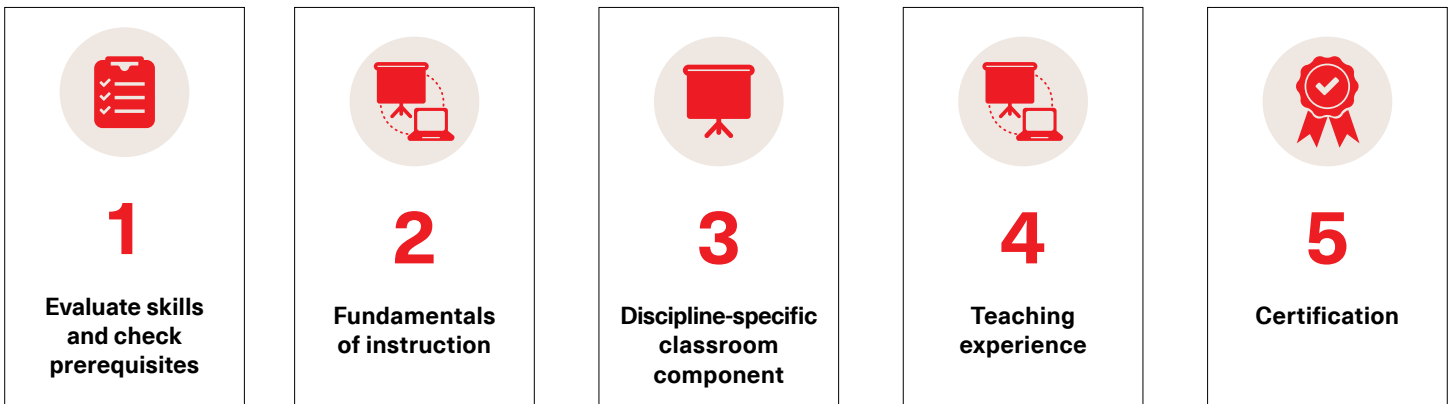 1
Evaluate skills
and check
prerequisites
2
Fundamentals
of instruction
3
Discipline-specific
classroom
component
4
Teaching
experience
5
Certification